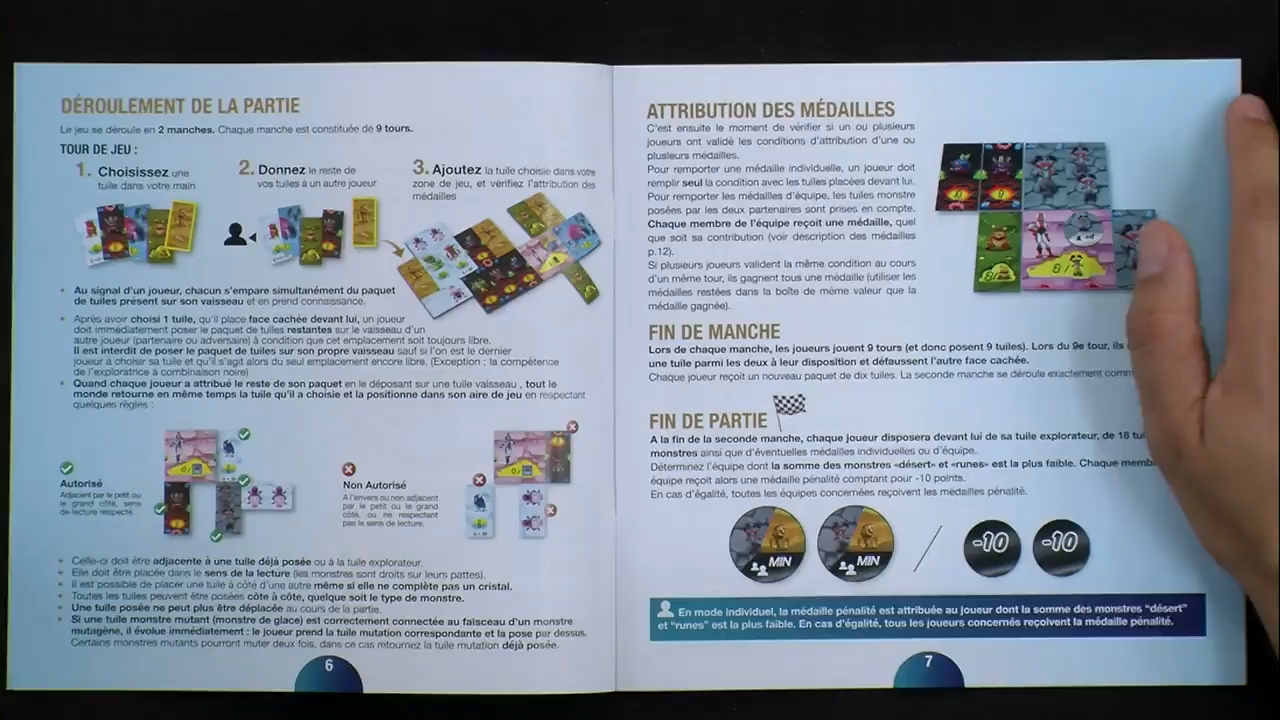 DÉROULEMENT DE LA PARTIE
Le jeu se déroule en 2 manches. Chaque manche est constituée de 9 tours.
TOUR DE JEU :
1. Choisissez une
tuile dans votre main
2. Donnez le reste de
vos tuiles à un autre joueur
3. Ajoutez la tuile choisie dans votre
zone de jeu, et vérifiez l'attribution des
médailles
Au signal d'un joueur, chacun s'empare simultanément du paquet
de tuiles présent sur son vaisseau et en prend connaissance.
Après avoir choisi 1 tuile, qu'il place face cachée devant lui, un joueur
doit immédiatement poser le paquet de tuiles restantes sur le vaisseau d'un
autre joueur (partenaire ou adversaire) à condition que cet emplacement soit toujours libre.
Il est interdit de poser le paquet de tuiles sur son propre vaisseau sauf si l'on est le dernier
joueur à choisir sa tuile et qu'il s'agit alors du seul emplacement encore libre. (Exception : la compétence
de l'exploratrice à combinaison noire)
Quand chaque joueur a attribué le reste de son paquet en le déposant sur une tuile vaisseau , tout le
monde retourne en même temps la tuile qu'il a choisie et la positionne dans son aire de jeu en respectant
quelques règles :
Autorisé
Adjacent par le petit ou
le grand côté, sens
de lecture respecté.
Non Autorisé
A l'envers ou non adjacent
par le petit ou le grand
côté, ou ne respectant
pas le sens de lecture.
Celle-ci doit être adjacente à une tuile déjà posée ou à la tuile explorateur.
Elle doit être placée dans le sens de la lecture (les monstres sont droits sur leurs pattes).
Il est possible de placer une tuile à côté d'une autre même si elle ne complète pas un cristal.
Toutes les tuiles peuvent être posées côte à côte, quelque soit le type de monstre.
Une tuile posée ne peut plus être déplacée au cours de la partie.
Si une tuile monstre mutant (monstre de glace) est correctement connectée au faisceau d'un monstre
mutagène, il évolue immédiatement : le joueur prend la tuile mutation correspondante et la pose par dessus.
Certains monstres mutants pourront muter deux fois, dans ce cas retournez la tuile mutation déjà posée.
6
ATTRIBUTION DES MÉDAILLES
C'est ensuite le moment de vérifier si un ou plusieurs
joueurs ont validé les conditions d'attribution d'une ou
plusieurs médailles.
Pour remporter une médaille individuelle, un joueur doit
remplir seul la condition avec les tuiles placées devant lui.
Pour remporter les médailles d'équipe, les tuiles monstre
posées par les deux partenaires sont prises en compte.
Chaque membre de l'équipe reçoit une médaille, quel
que soit sa contribution (voir description des médailles
p.12).
Si plusieurs joueurs valident la même condition au cours
d'un même tour, ils gagnent tous une médaille (utiliser les
médailles restées dans la boîte de même valeur que la
médaille gagnée).
FIN DE MANCHE
Lors de chaque manche, les joueurs jouent 9 tours (et donc posent 9 tuiles). Lors du 9e tour, ils
une tuile parmi les deux à leur disposition et défaussent l'autre face cachée.
Chaque joueur reçoit un nouveau paquet de dix tuiles. La seconde manche se déroule exactement
FIN DE PARTIE
A la fin de la seconde manche, chaque joueur disposera devant lui de sa tuile explorateur, de 18
monstres ainsi que d'éventuelles médailles individuelles ou d'équipe.
Déterminez l'équipe dont la somme des monstres «désert» et «runes» est la plus faible. Chaque
équipe reçoit alors une médaille pénalité comptant pour -10 points.
En cas d'égalité, toutes les équipes concernées reçoivent les médailles pénalité.
MIN
MIN
-10
-10
En mode individuel, la médaille pénalité est attribuée au joueur dont la somme des monstres "désert"
et "runes" est la plus faible. En cas d'égalité, tous les joueurs concernés reçoivent la médaille pénalité.
7